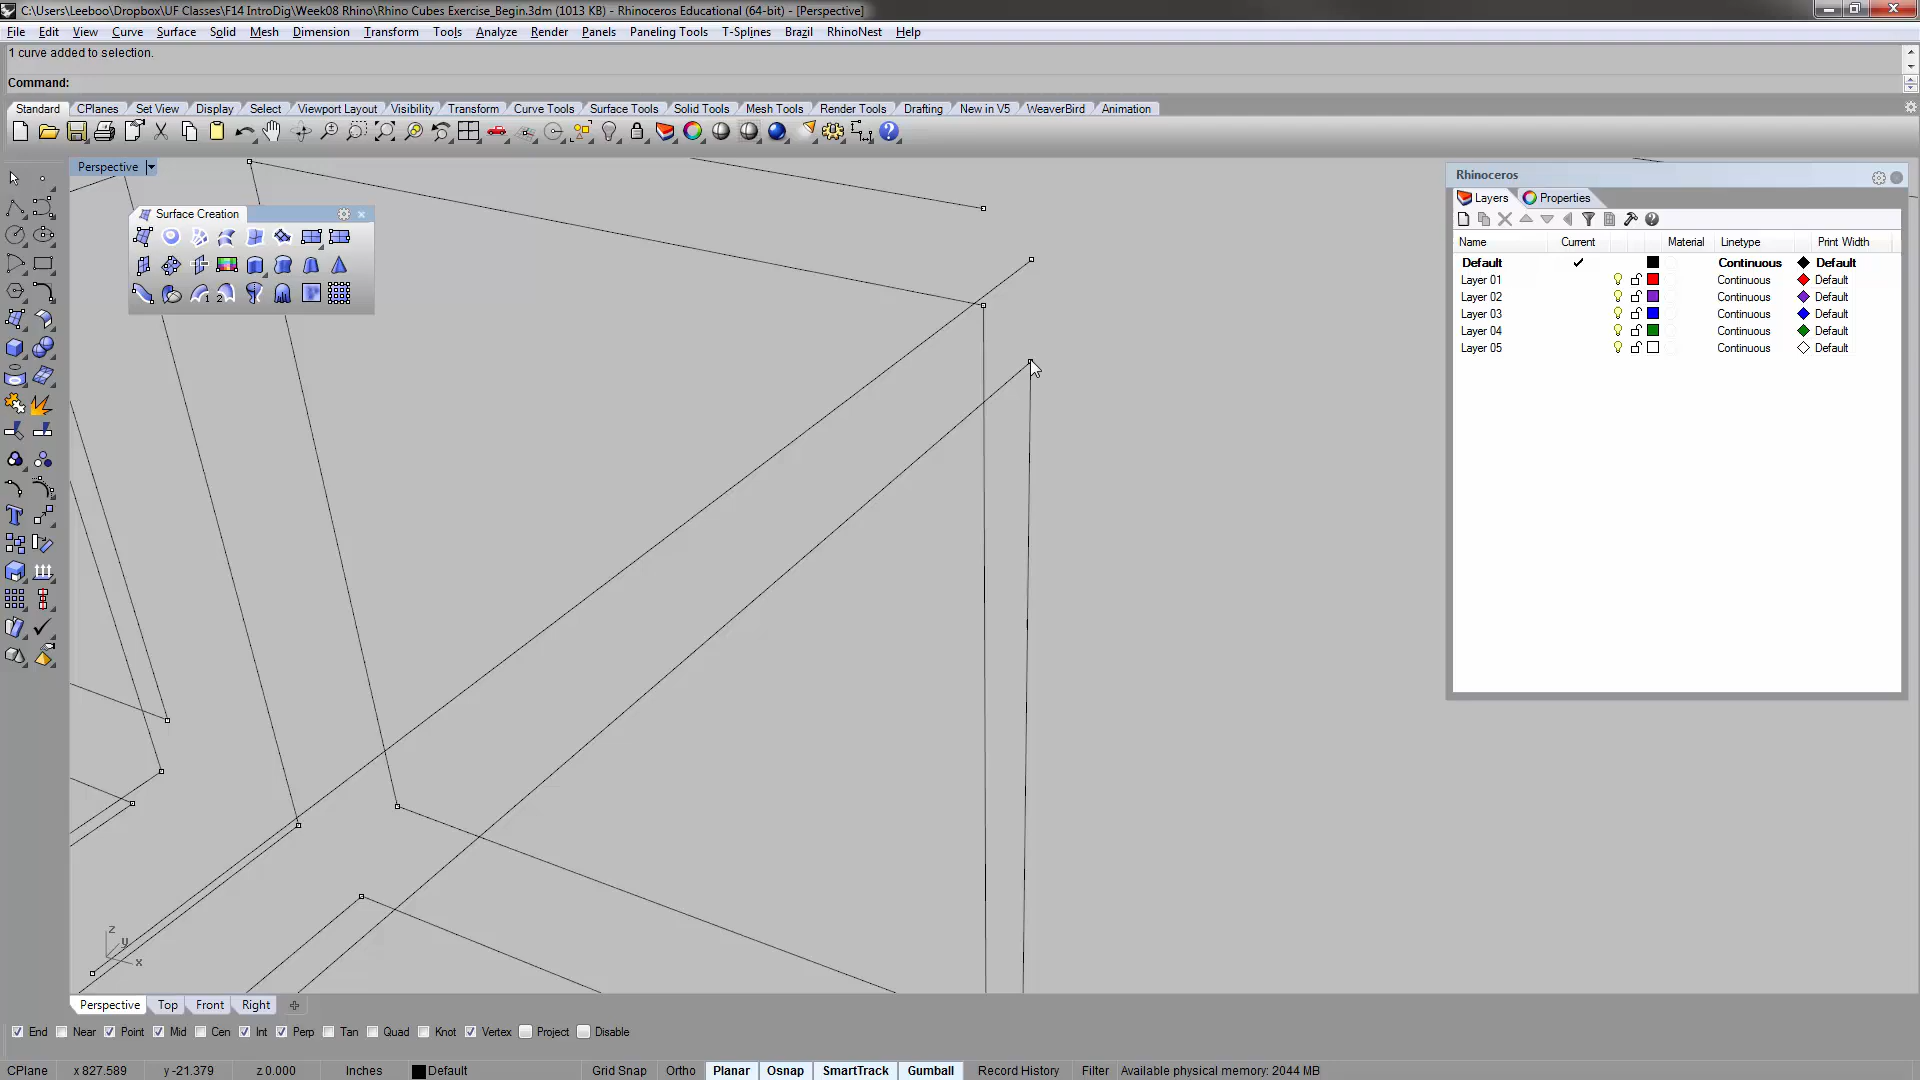 C:\Users\Leeboo\Dropbox\UF Classes\F14 IntroDig\Week08 Rhino\Rhino Cubes Exercise_Begin.3dm (1013 KB) - Rhinoceros Educational (64-bit) - [Perspective]
File Edit View Curve Surface Solid Mesh Dimension Transform Tools Analyze Render Panels Paneling Tools T-Splines Brazil RhinoNest Help
1 curve added to selection.
Command:
Standard CPlanes Set View Display Select Viewport Layout Visibility Transform Curve Tools Surface Tools Solid Tools Mesh Tools Render Tools Drafting New in V5 WeaverBird Animation
Perspective
Surface Creation
Rhinoceros
Layers Properties
Name Current Material Linetype Print Width
Default Continuous Default
Layer 01 Continuous Default
Layer 02 Continuous Default
Layer 03 Continuous Default
Layer 04 Continuous Default
Layer 05 Continuous Default
1 2
z
y
x
Perspective Top Front Right
End Near Point Mid Cen Int Perp Tan Quad Knot Vertex Project Disable
CPlane x 827.589 y -21.379 z 0.000 Inches Default Grid Snap Ortho Planar Osnap SmartTrack Gumball Record History Filter Available physical memory: 2044 MB